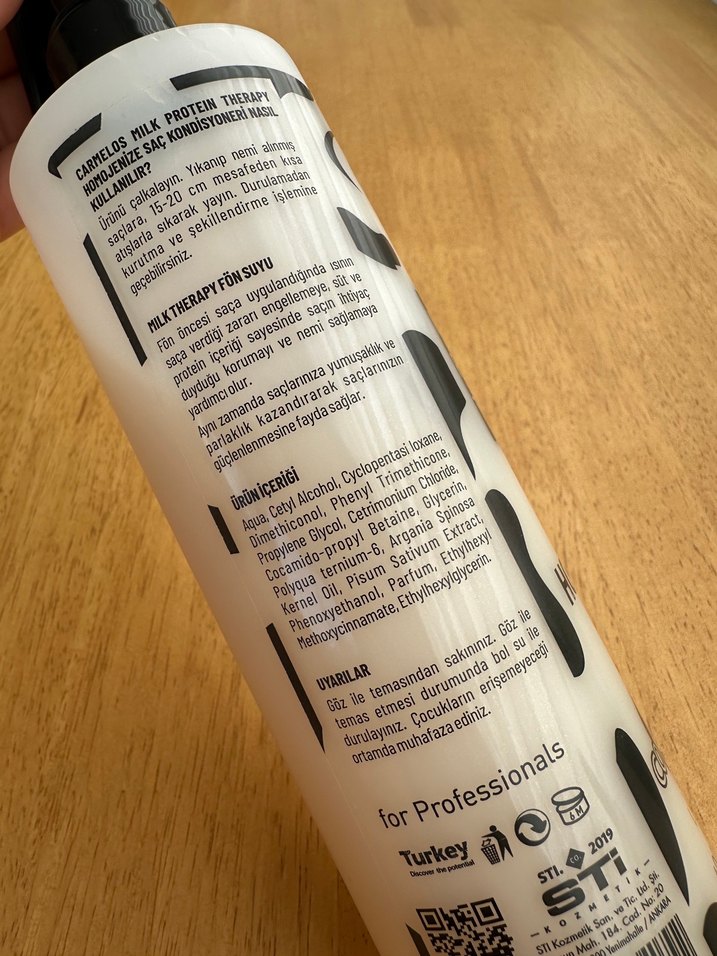 CARMELOS MILK PROTEIN THERAPY
HOMOJENİZE SAÇ KONDİSYONERİ NASIL
KULLANILIR?
Ürünü çalkalayın. Yıkanıp nemi alınmış
saçlara, 15-20 cm mesafeden kısa
atışlarla sıkarak yayın. Durulamadan
kurutma ve şekillendirme işlemine
geçebilirsiniz.
MILK THERAPY FÖN SUYU
Fön öncesi saça uygulandığında ısının
saça verdiği zararı engellemeye, süt ve
protein içeriği sayesinde saçın ihtiyaç
duyduğu korumayı ve nemi sağlamaya
yardımcı olur.
Aynı zamanda saçlarınıza yumuşaklık ve
parlaklık kazandırarak saçlarınızın
güçlenlenmesine fayda sağlar.
ÜRÜN İÇERİĞİ
Aqua, Cetyl Alcohol, Cyclopentasi loxane,
Dimethiconol, Phenyl Trimethicone,
Propylene Glycol, Cetrimonium Chloride,
Cocamido-propyl Betaine, Glycerin,
Polyqua ternium-6, Argania Spinosa
Kernel Oil, Pisum Sativum Extract,
Phenoxyethanol, Parfum, Ethylhexyl
Methoxycinnamate, Ethylhexylglycerin.
UYARILAR
Göz ile temasından sakınınız. Göz ile
temas etmesi durumunda bol su ile
durulayınız. Çocukların erişemeyeceği
ortamda muhafaza ediniz.
for Professionals
Turkey
Discover the potential
6 M
STI. CO. 2019
STi
KOZMETİK
STI Kozmetik San. ve Tic. Ltd. Şti.
Mah. 184. Cad. No: 20
Yenimahalle / ANKARA